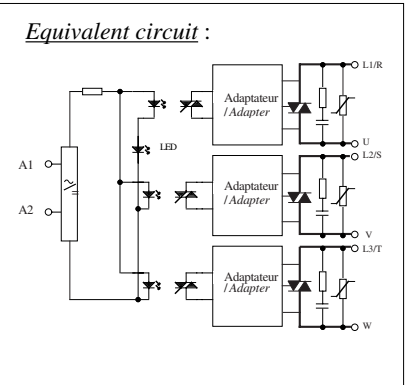 Equivalent circuit :
L1/R
Adaptateur
/Adapter
LED
U
L2/S
A1
Adaptateur
/Adapter
~/=
A2
V
L3/T
Adaptateur
/Adapter
W